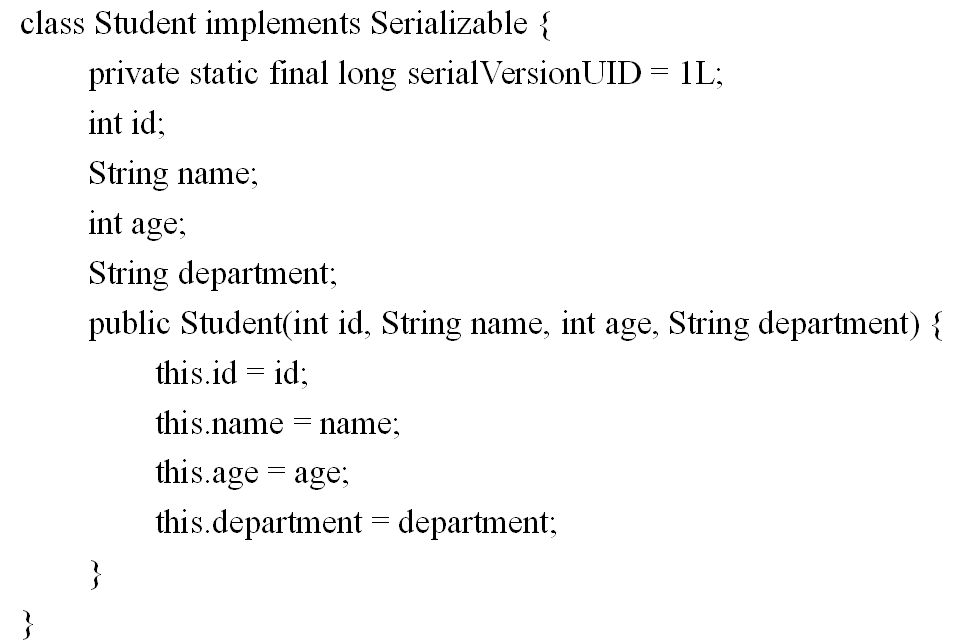 class Student implements Serializable {
private static final long serialVersionUID = 1L;
int id;
String name;
int age;
String department;
public Student(int id, String name, int age, String department) {
this.id = id;
this.name = name;
this.age = age;
this.department = department;
}
}